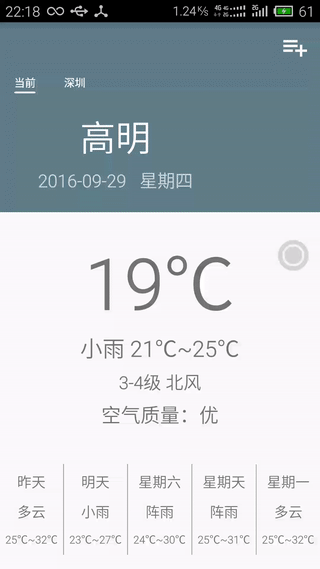 22:18 1.24 K/s 4G 4G 2G 61
当前 深圳
高明
2016-09-29 星期四
19℃
小雨 21℃~25℃
3-4级 北风
空气质量：优
昨天 明天 星期六 星期天 星期一
多云 小雨 阵雨 阵雨 多云
25℃~32℃ 23℃~27℃ 24℃~30℃ 25℃~31℃ 25℃~32℃